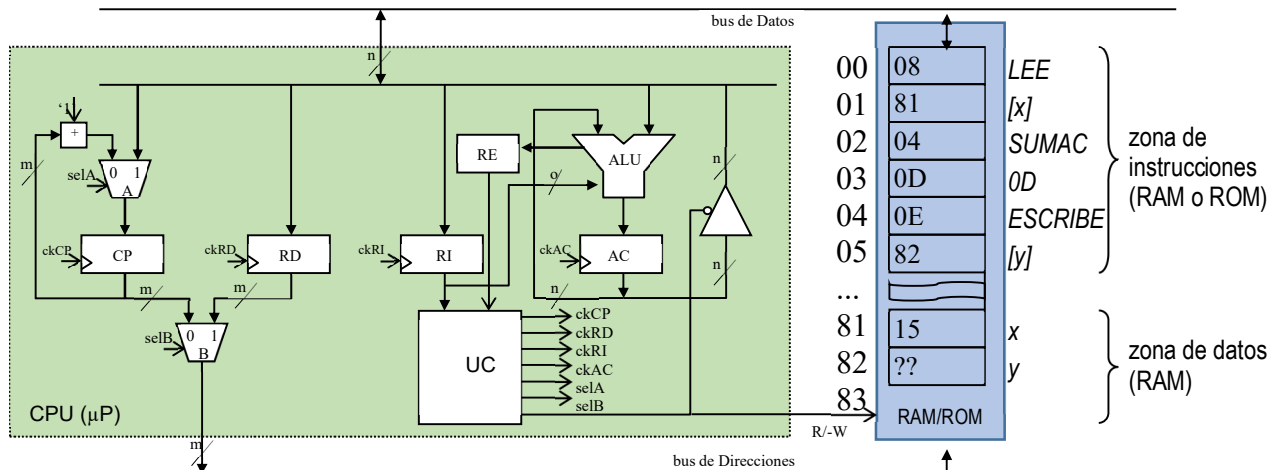 bus de Datos
n
'1'
+
m
0 1
selA
A
ckCP
CP
m
ckRD
RD
m
0 1
selB
B
m
CPU (µP)
ckRI
RI
RE
o
ALU
ckAC
AC
n
n
n
UC
ckCP
ckRD
ckRI
ckAC
selA
selB
R/-W
bus de Direcciones
00 08 LEE
01 81 [x]
02 04 SUMAC
03 0D 0D
04 0E ESCRIBE
05 82 [y]
...
81 15 x
82 ?? y
83
RAM/ROM
zona de
instrucciones
(RAM o ROM)
zona de datos
(RAM)